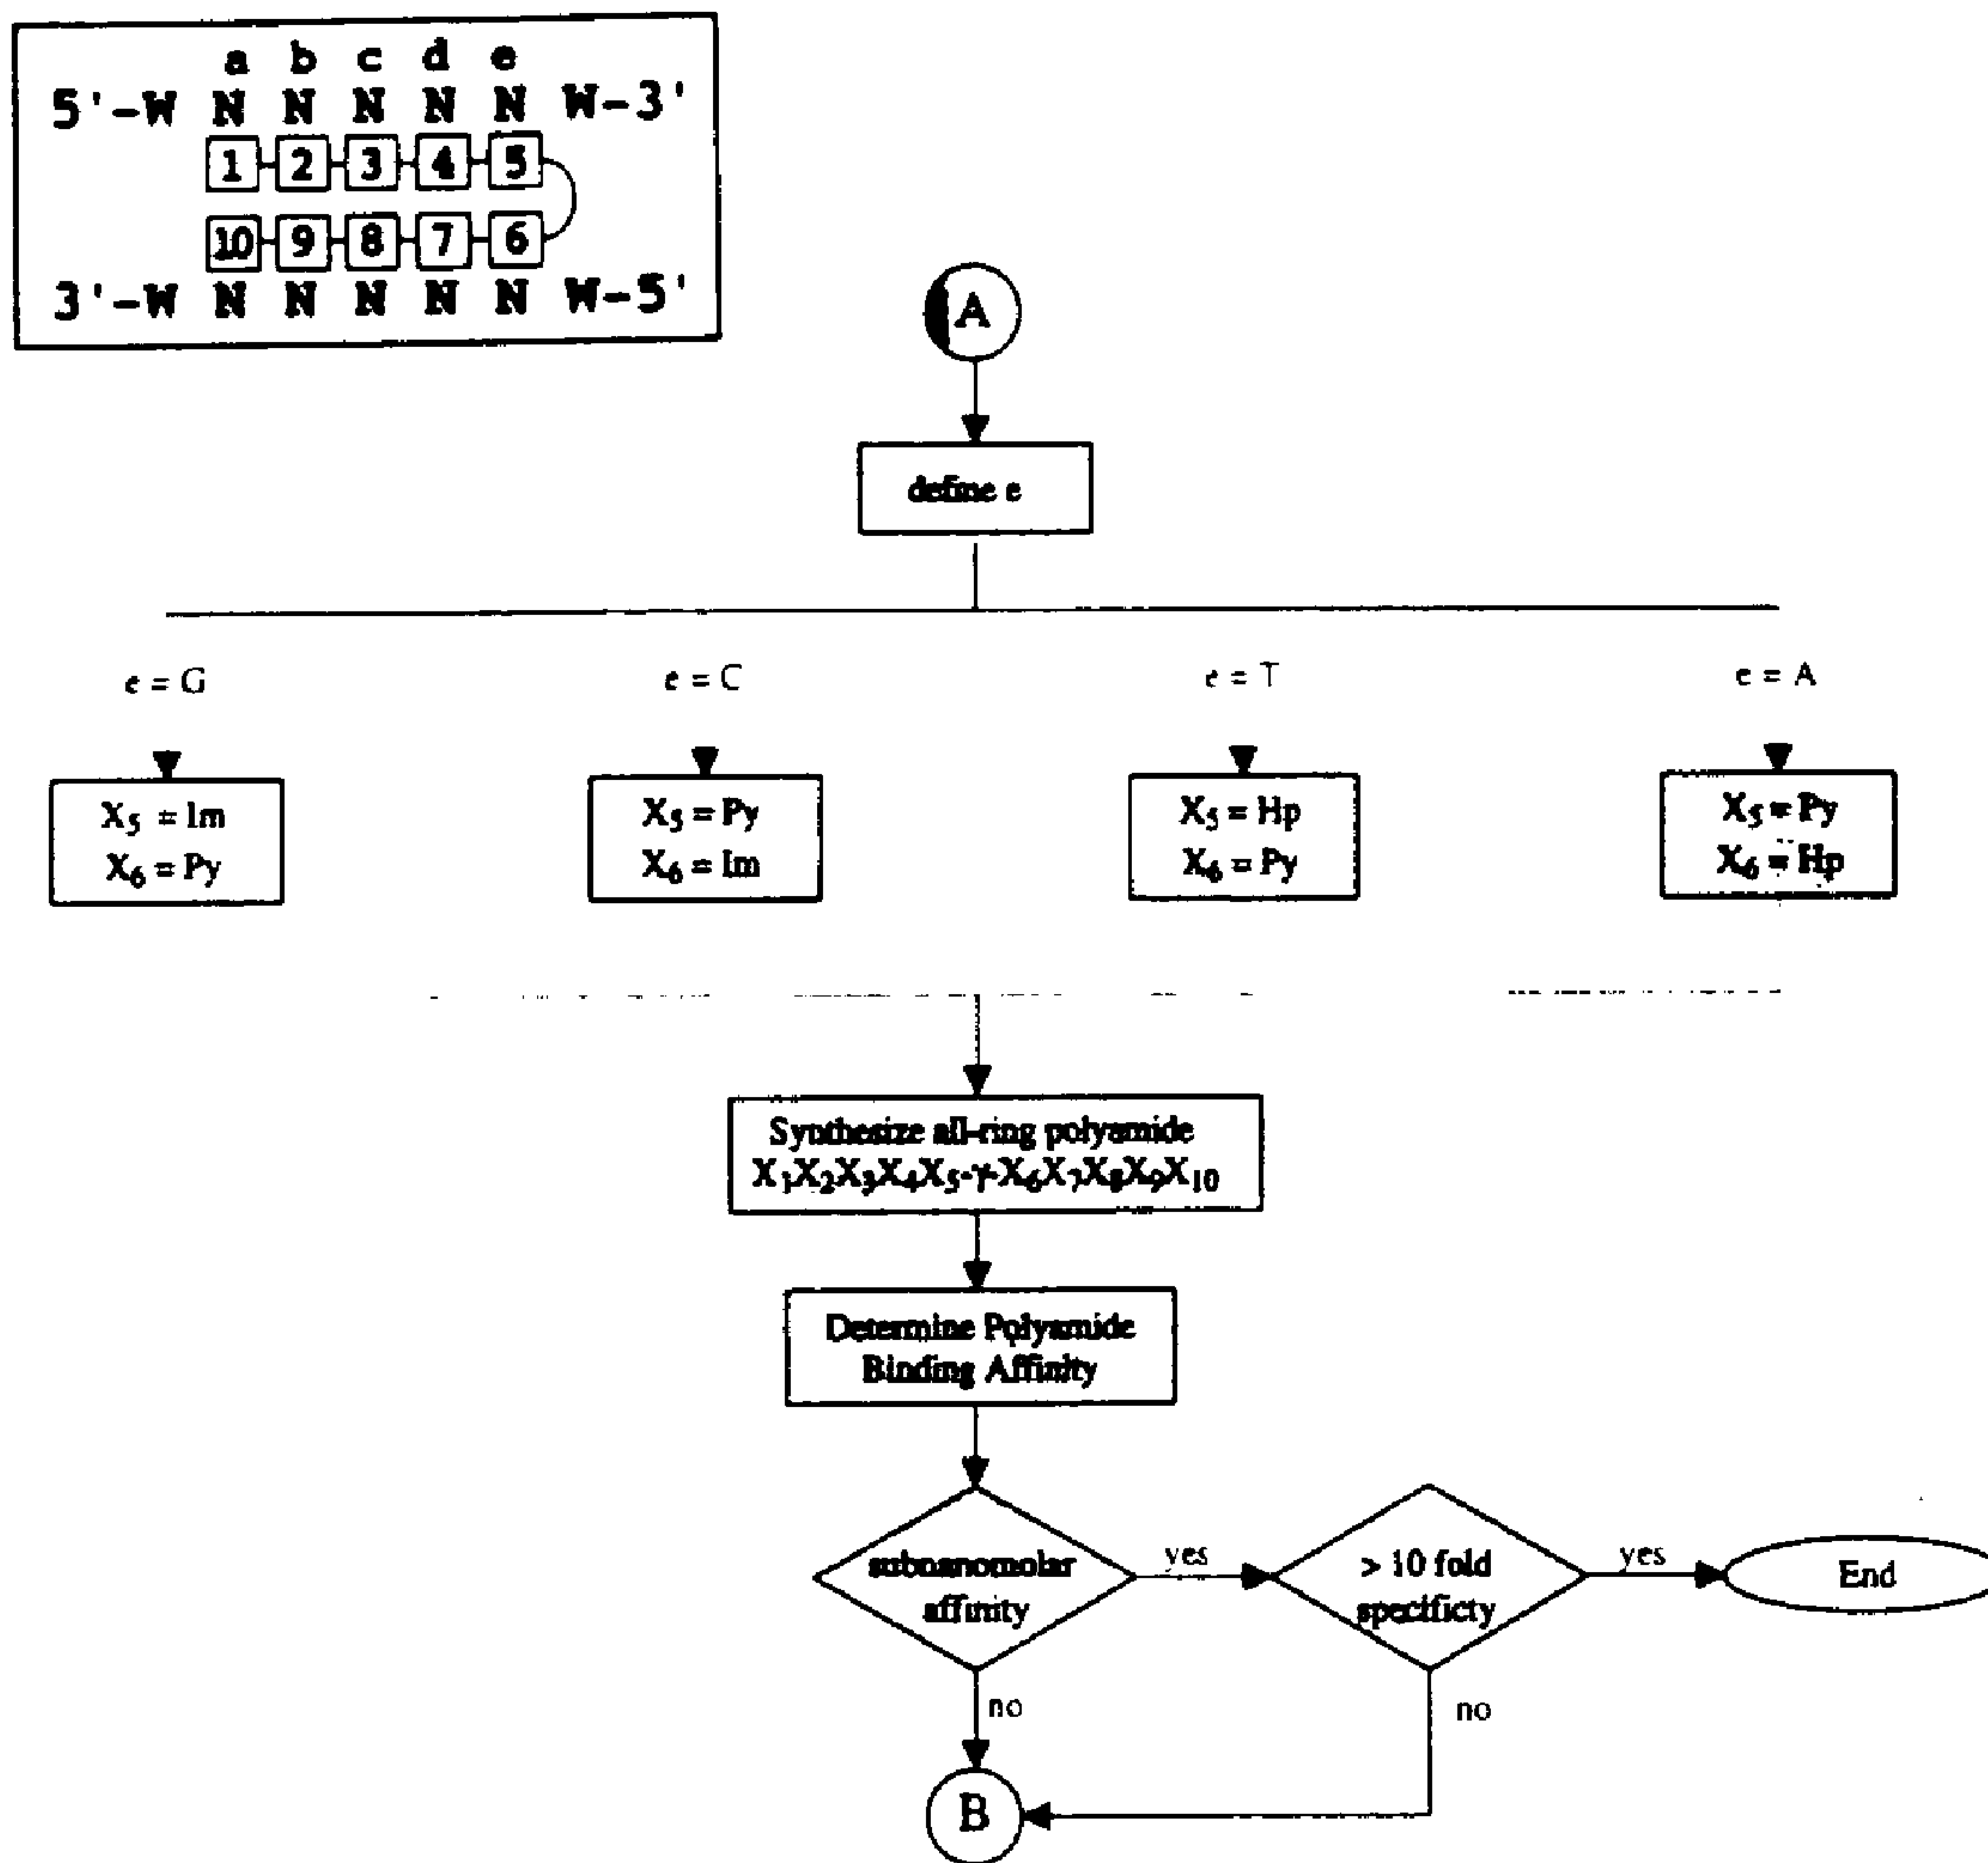 a b c d e
5'-W N N N N N W-3'
1 2 3 4 5
10 9 8 7 6
3'-W N N N N N W-5'
A
define e
e = G
e = C
e = T
e = A
X5 = Im
X6 = Py
X5 = Py
X6 = Im
X5 = Hp
X6 = Py
X5 = Py
X6 = Hp
Synthesize all-ring polyamide
X1X2X3X4X5-γ-X6X7X8X9X10
Determine Polyamide
Binding Affinity
subnanomolar
affinity
yes
> 10 fold
specificty
yes
End
no
no
B